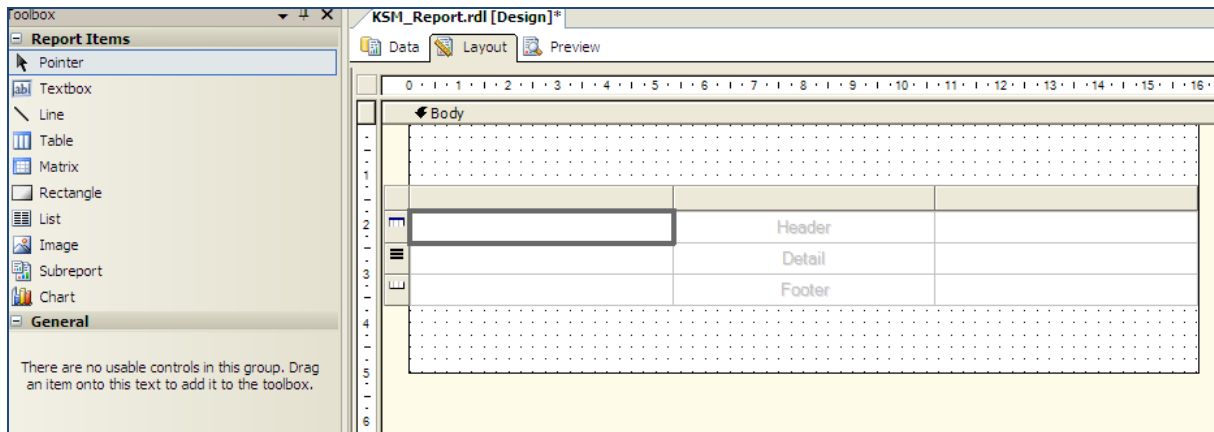 Toolbox
Report Items
Pointer
abl Textbox
Line
Table
Matrix
Rectangle
List
Image
Subreport
Chart
General
There are no usable controls in this group. Drag
an item onto this text to add it to the toolbox.
KSM_Report.rdl [Design]*
Data Layout Preview
0 1 2 3 4 5 6 7 8 9 10 11 12 13 14 15 16
Body
1
2
3
4
5
6
Header
Detail
Footer